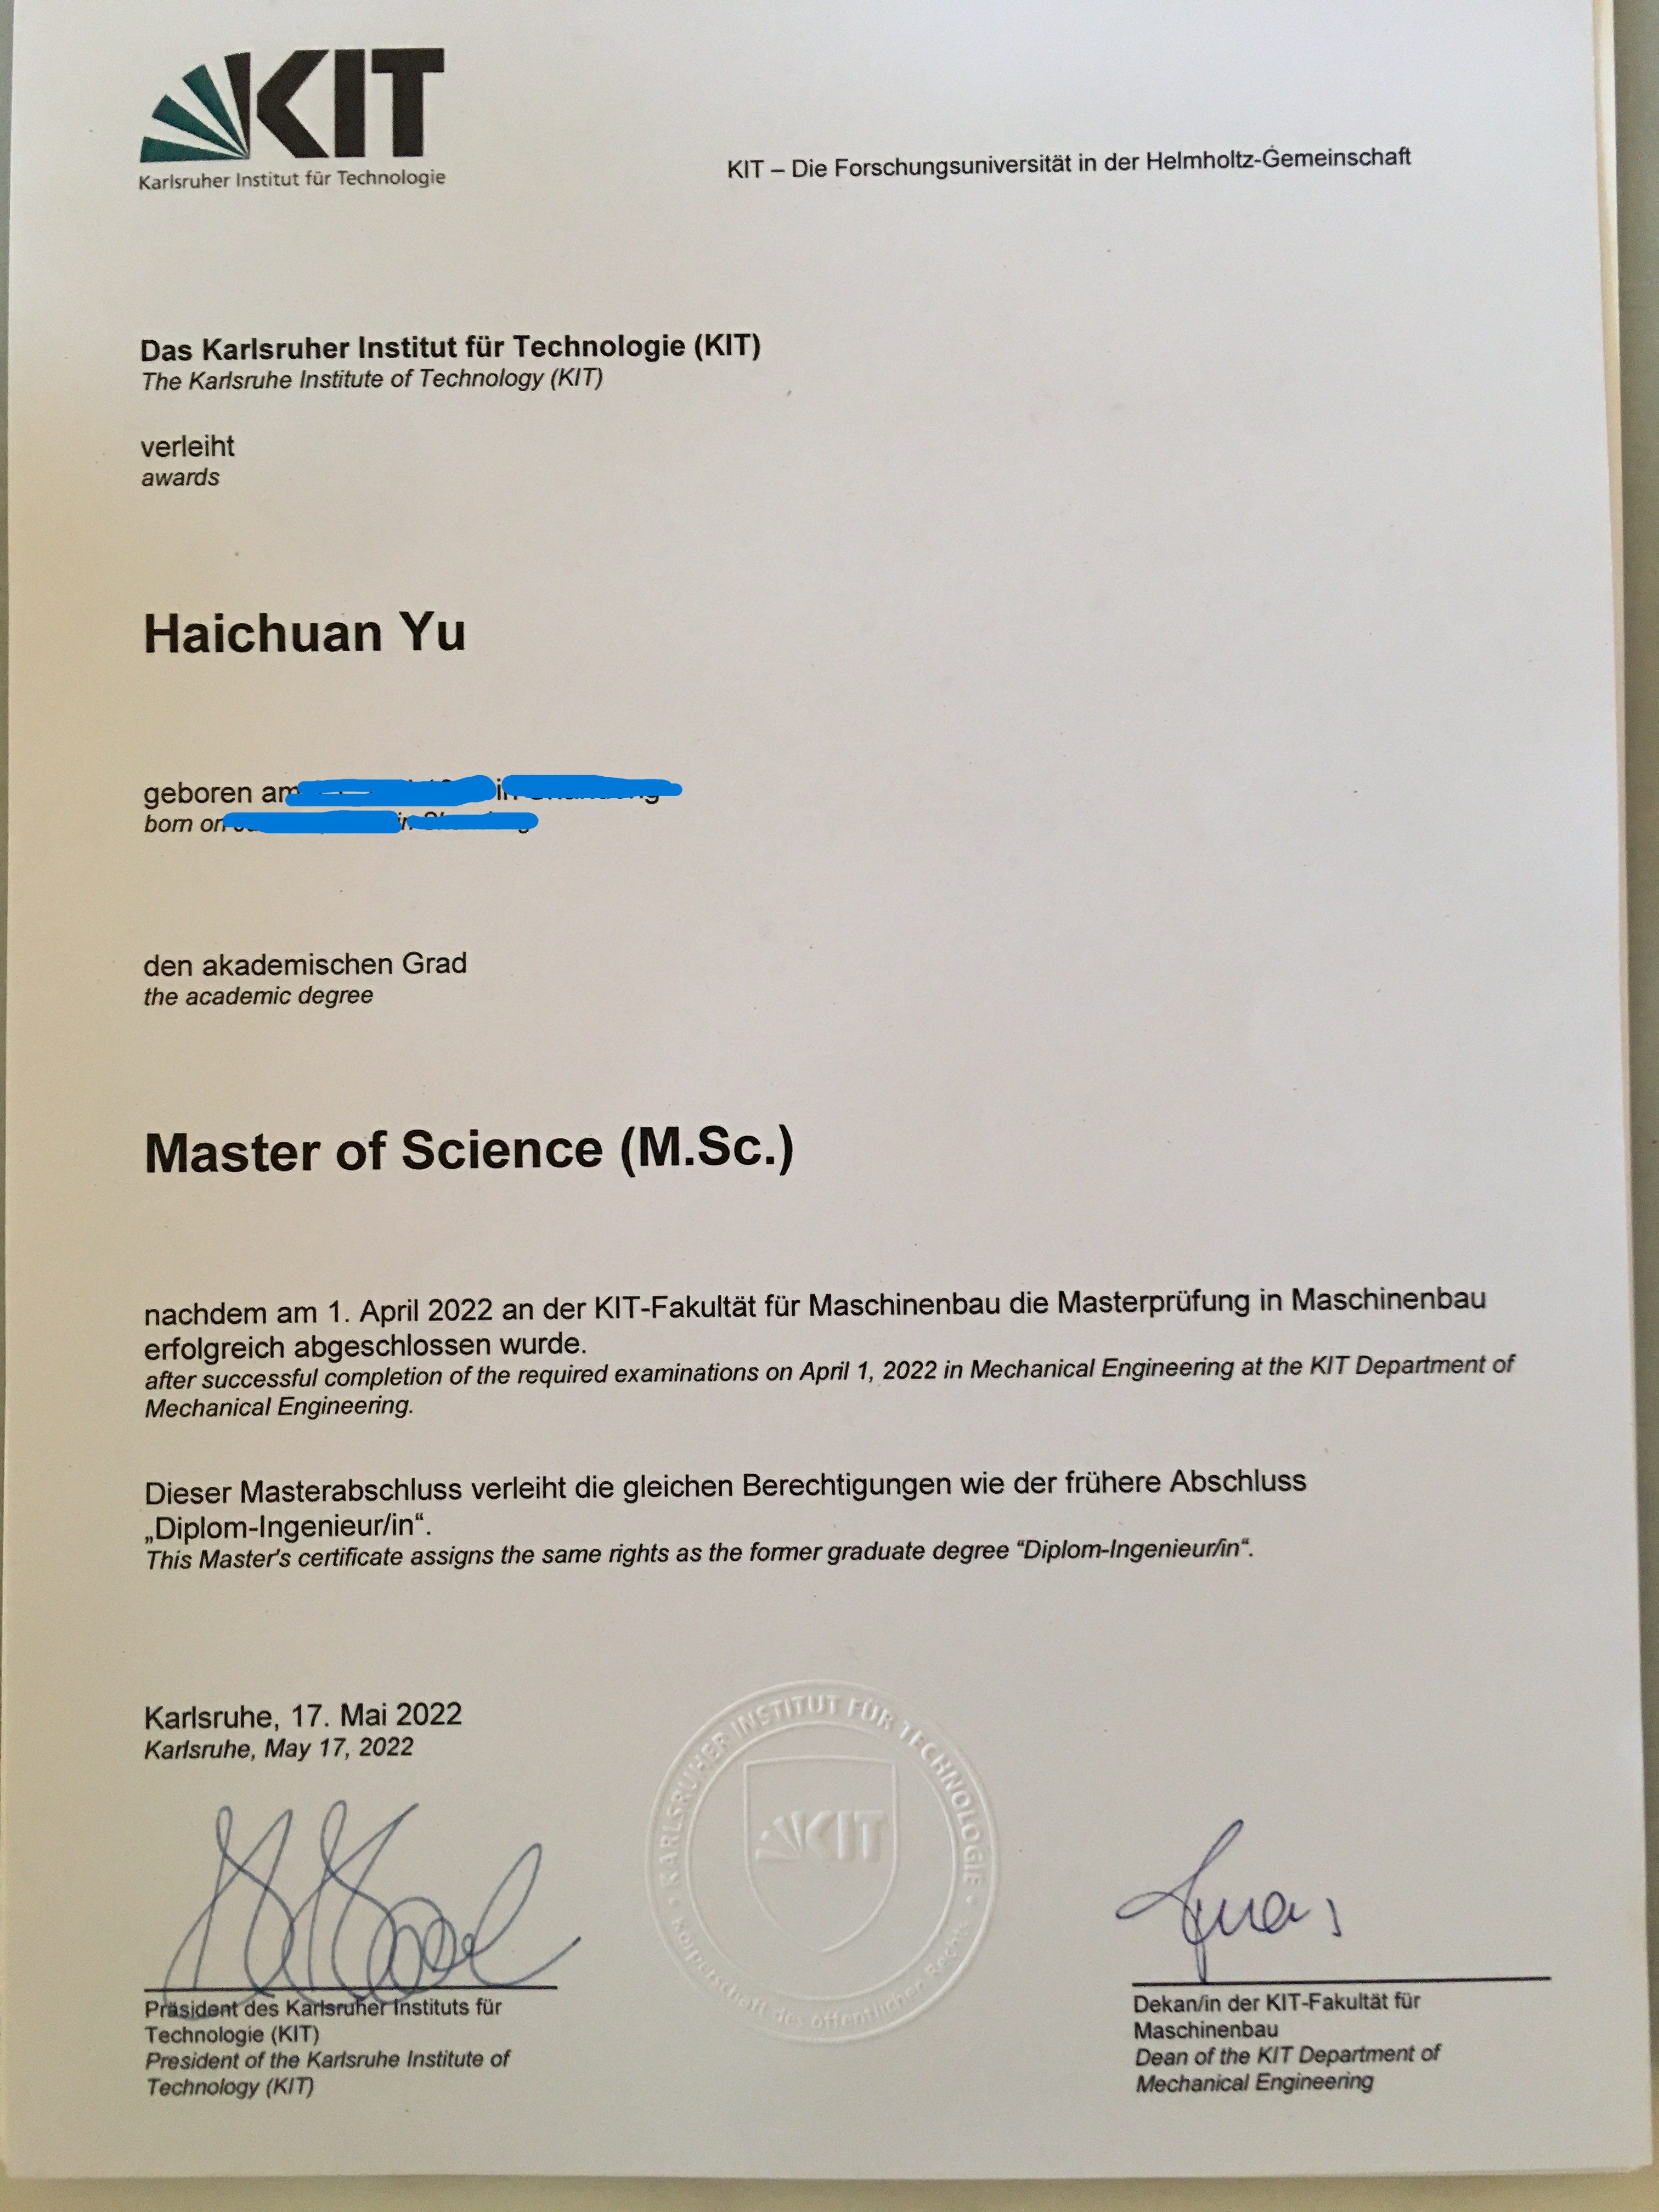 KIT
Karlsruher Institut für Technologie
KIT – Die Forschungsuniversität in der Helmholtz-Gemeinschaft
Das Karlsruher Institut für Technologie (KIT)
The Karlsruhe Institute of Technology (KIT)
verleiht
awards
Haichuan Yu
geboren am in
born on in
den akademischen Grad
the academic degree
Master of Science (M.Sc.)
nachdem am 1. April 2022 an der KIT-Fakultät für Maschinenbau die Masterprüfung in Maschinenbau
erfolgreich abgeschlossen wurde.
after successful completion of the required examinations on April 1, 2022 in Mechanical Engineering at the KIT Department of
Mechanical Engineering.
Dieser Masterabschluss verleiht die gleichen Berechtigungen wie der frühere Abschluss
„Diplom-Ingenieur/in“.
This Master's certificate assigns the same rights as the former graduate degree “Diplom-Ingenieur/in“.
Karlsruhe, 17. Mai 2022
Karlsruhe, May 17, 2022
KARLSRUHER INSTITUT FÜR TECHNOLOGIE
KIT
Körperschaft des öffentlichen Rechts
Präsident des Karlsruher Instituts für
Technologie (KIT)
President of the Karlsruhe Institute of
Technology (KIT)
Dekan/in der KIT-Fakultät für
Maschinenbau
Dean of the KIT Department of
Mechanical Engineering